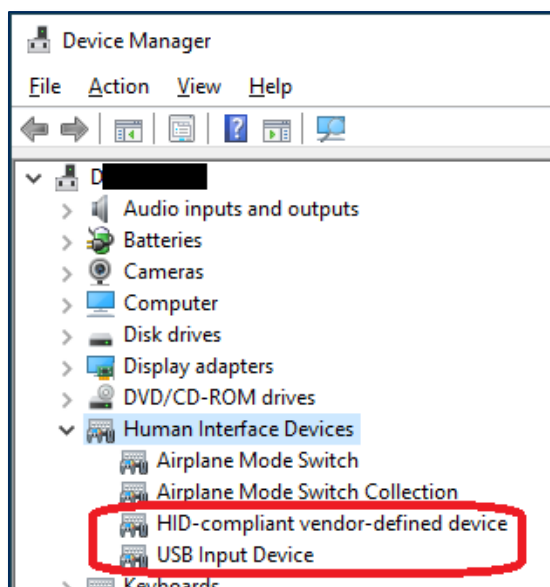 Device Manager
File Action View Help
D
Audio inputs and outputs
Batteries
Cameras
Computer
Disk drives
Display adapters
DVD/CD-ROM drives
Human Interface Devices
Airplane Mode Switch
Airplane Mode Switch Collection
HID-compliant vendor-defined device
USB Input Device
Keyboards